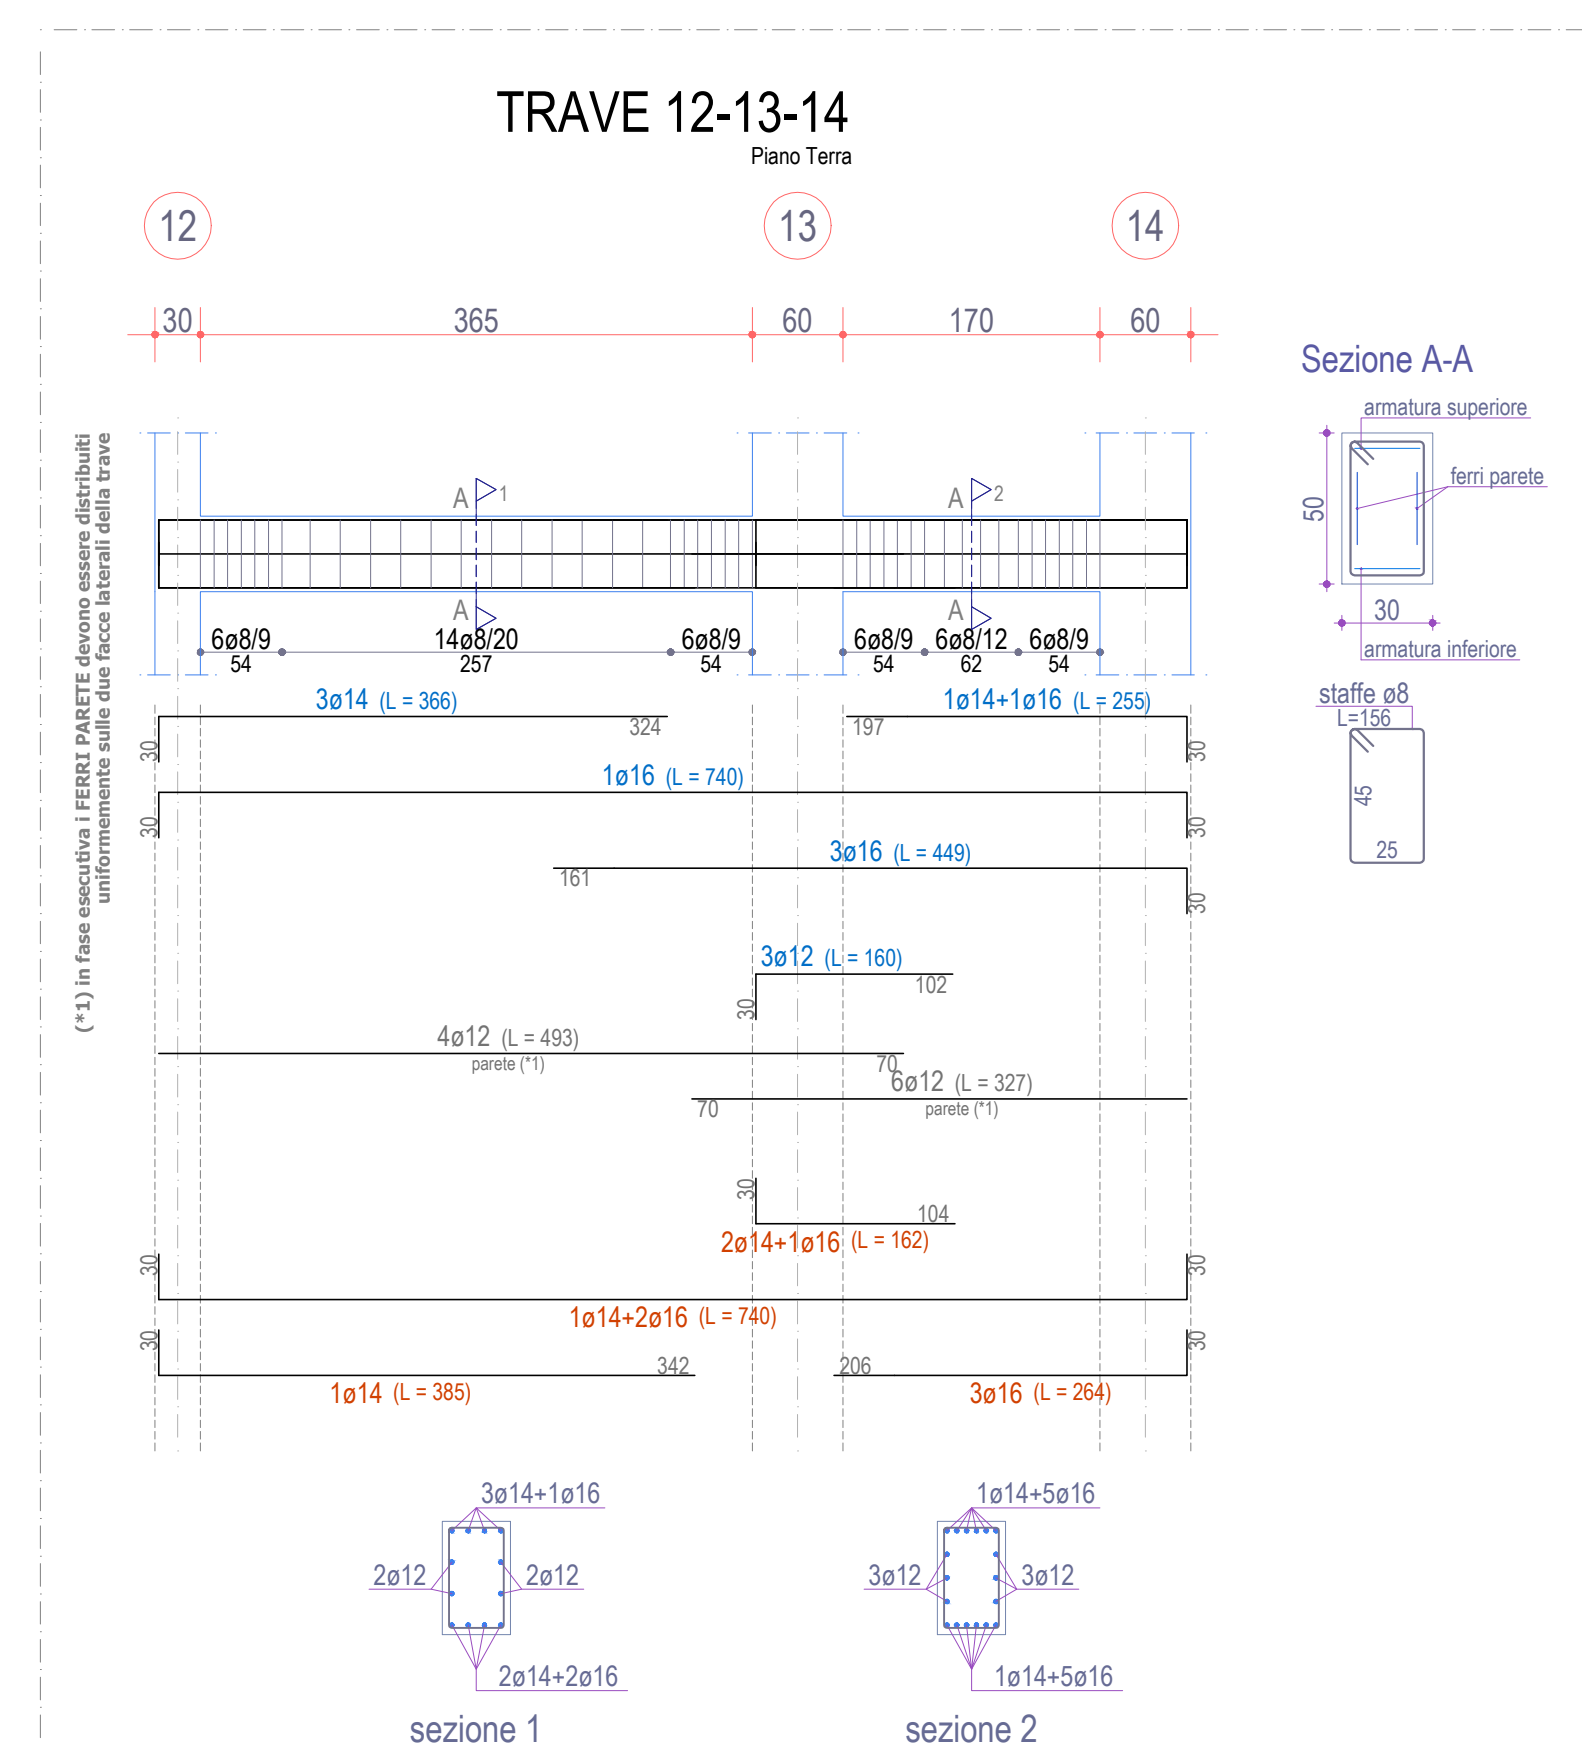 TRAVE 12-13-14
Piano Terra
12 13 14
30 365 60 170 60
Sezione A-A
armatura superiore
ferri parete
50
30
armatura inferiore
staffe ø8
L=156
45
25
(*1) in fase esecutiva i FERRI PARETE devono essere distribuiti
uniformemente sulle due facce laterali della trave
A 1 A 2
A A
6ø8/9 14ø8/20 6ø8/9 6ø8/9 6ø8/12 6ø8/9
54 257 54 54 62 54
3ø14 (L = 366) 1ø14+1ø16 (L = 255)
30 324 197 30
1ø16 (L = 740)
30 30
3ø16 (L = 449)
161 30
3ø12 (L = 160)
30 102
4ø12 (L = 493)
parete (*1) 70
6ø12 (L = 327)
70 parete (*1)
30 104
2ø14+1ø16 (L = 162)
30 30
1ø14+2ø16 (L = 740)
30 342 206 30
1ø14 (L = 385) 3ø16 (L = 264)
3ø14+1ø16 1ø14+5ø16
2ø12 2ø12 3ø12 3ø12
2ø14+2ø16 1ø14+5ø16
sezione 1 sezione 2